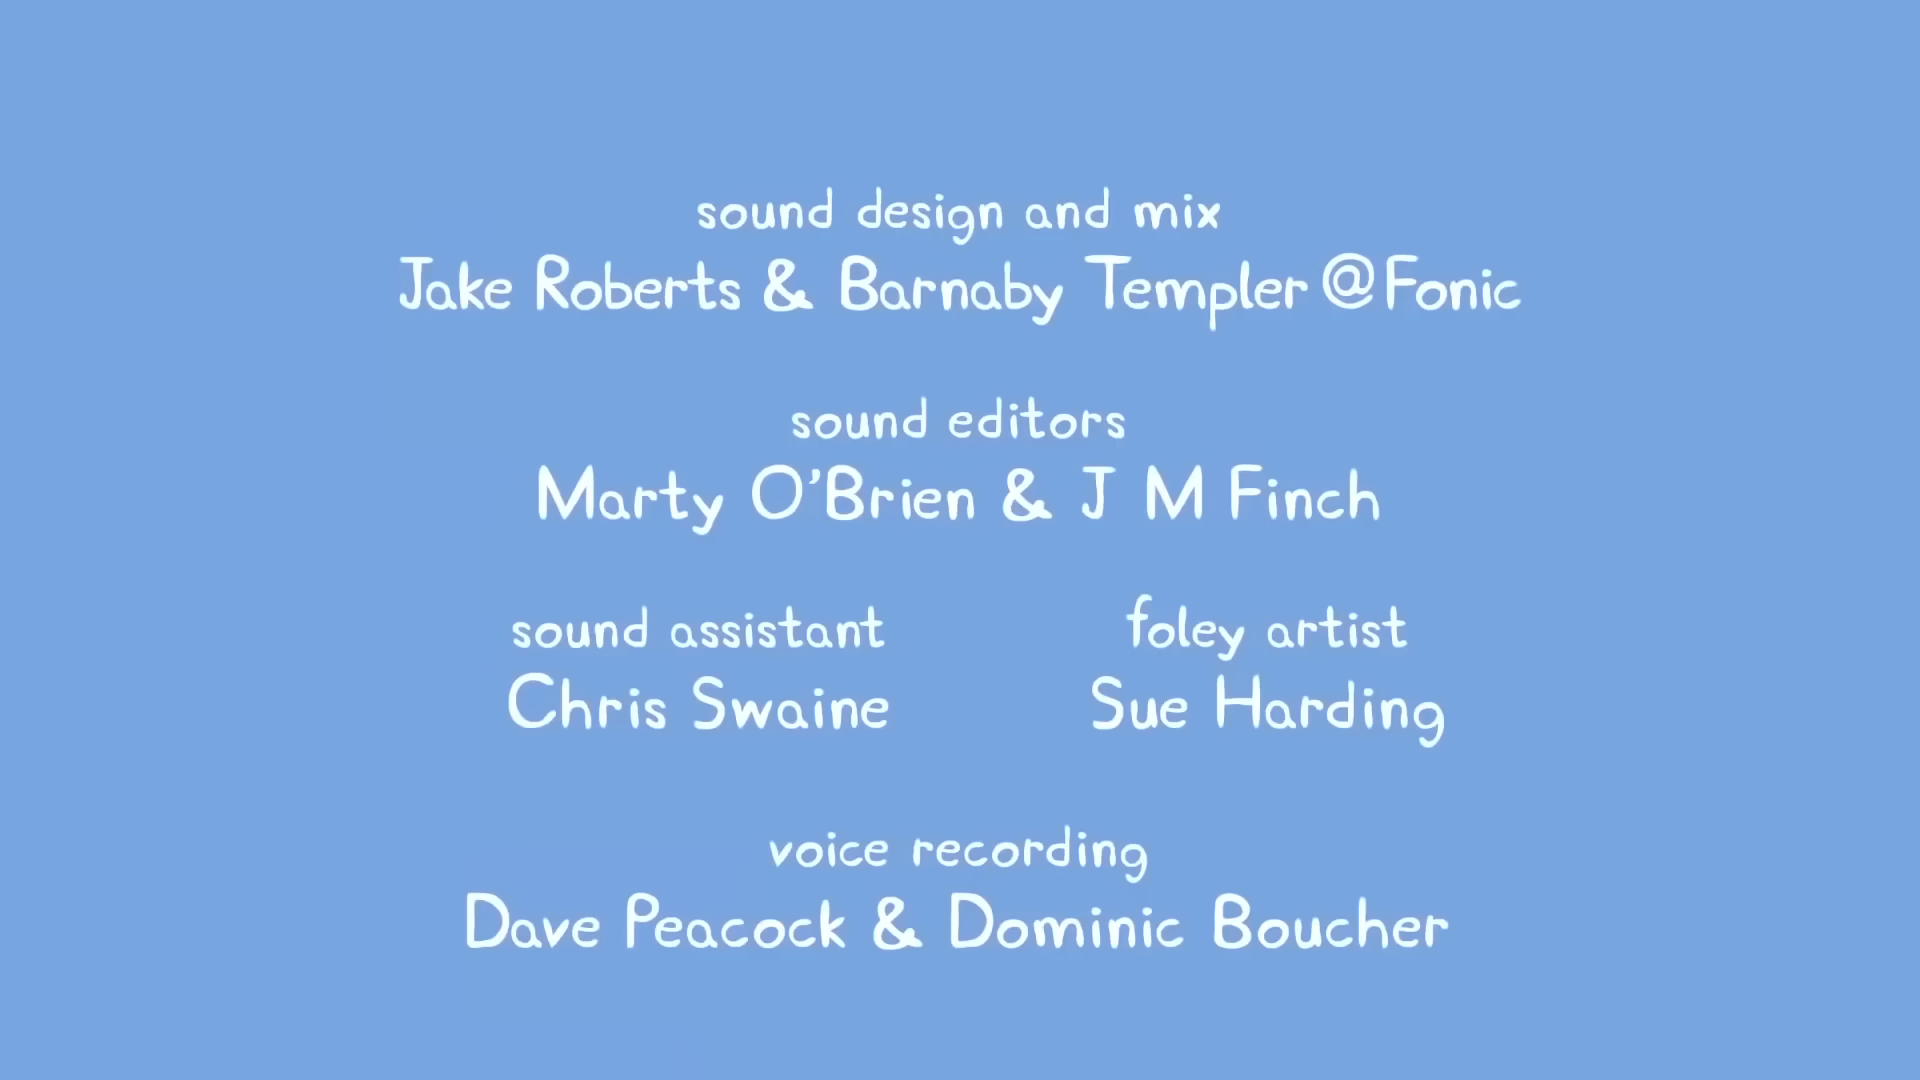 sound design and mix
Jake Roberts & Barnaby Templer @Fonic
sound editors
Marty O'Brien & J M Finch
sound assistant
Chris Swaine
foley artist
Sue Harding
voice recording
Dave Peacock & Dominic Boucher